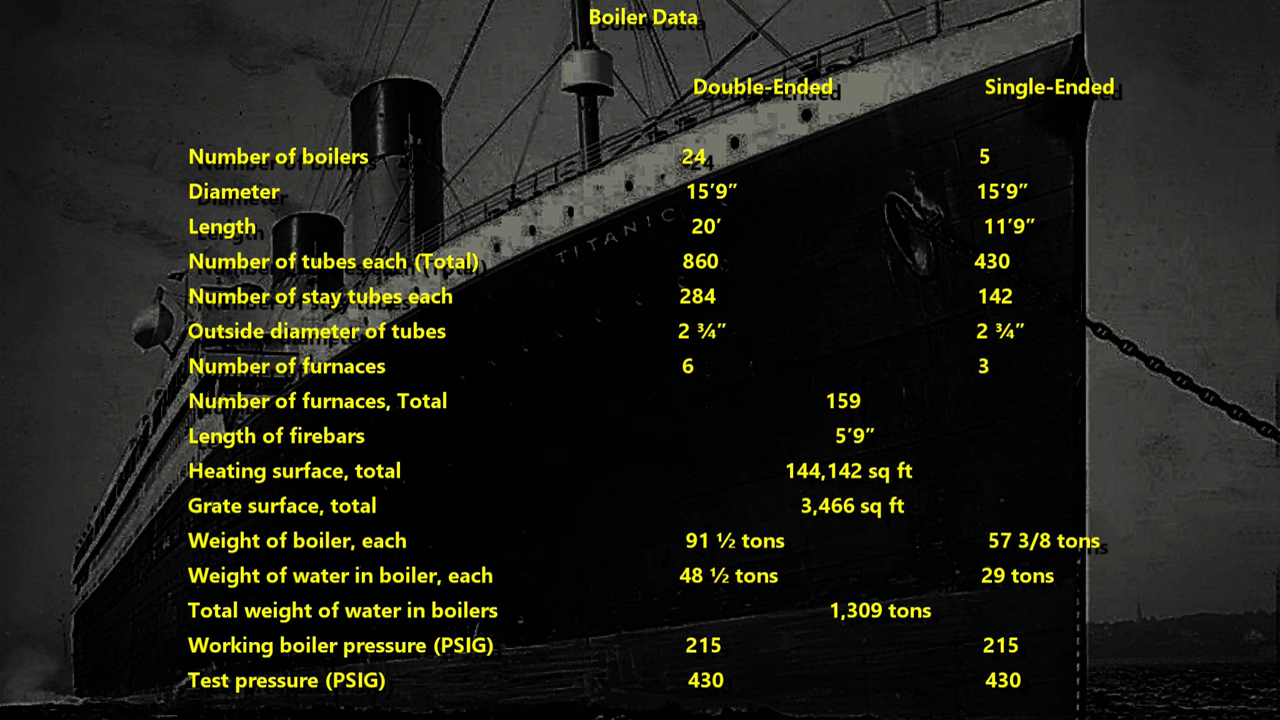 Boiler Data
Double-Ended Single-Ended
Number of boilers 24 5
Diameter 15’9” 15’9”
Length 20’ 11’9”
TITANIC
Number of tubes each (Total) 860 430
Number of stay tubes each 284 142
Outside diameter of tubes 2 ¾” 2 ¾”
Number of furnaces 6 3
Number of furnaces, Total 159
Length of firebars 5’9”
Heating surface, total 144,142 sq ft
Grate surface, total 3,466 sq ft
Weight of boiler, each 91 ½ tons 57 3/8 tons
Weight of water in boiler, each 48 ½ tons 29 tons
Total weight of water in boilers 1,309 tons
Working boiler pressure (PSIG) 215 215
Test pressure (PSIG) 430 430